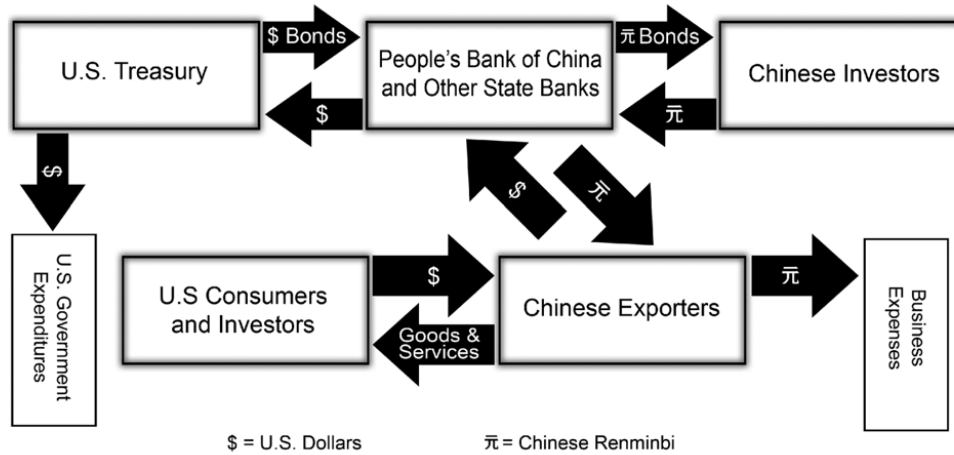 U.S. Treasury
$ Bonds
People's Bank of China
and Other State Banks
元 Bonds
Chinese Investors
$
元
$
$
元
U.S. Government
Expenditures
U.S Consumers
and Investors
$
Goods &
Services
Chinese Exporters
元
Business
Expenses
$ = U.S. Dollars
元 = Chinese Renminbi